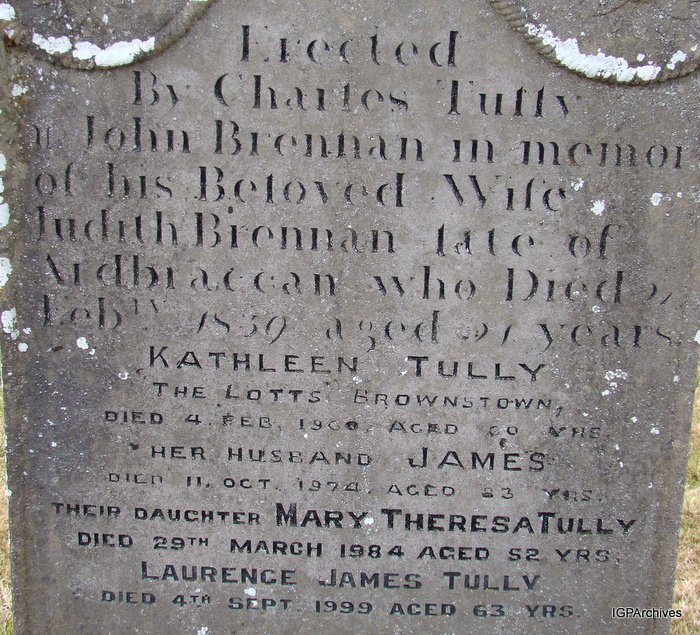 Erected
By Charles Tully
John Brennan in memor
of his Beloved Wife
Judith Brennan late of
Ardbraccan who Died
Feby 1859 aged years.
KATHLEEN TULLY
THE LOTTS BROWNSTOWN,
DIED 4. FEB. AGED YRS.
HER HUSBAND JAMES
DIED 11, OCT. 1974. AGED 83 YRS.
THEIR DAUGHTER MARY THERESA TULLY
DIED 29TH MARCH 1984 AGED 52 YRS.
LAURENCE JAMES TULLY
DIED 4TH SEPT. 1999 AGED 63 YRS.
IGPArchives